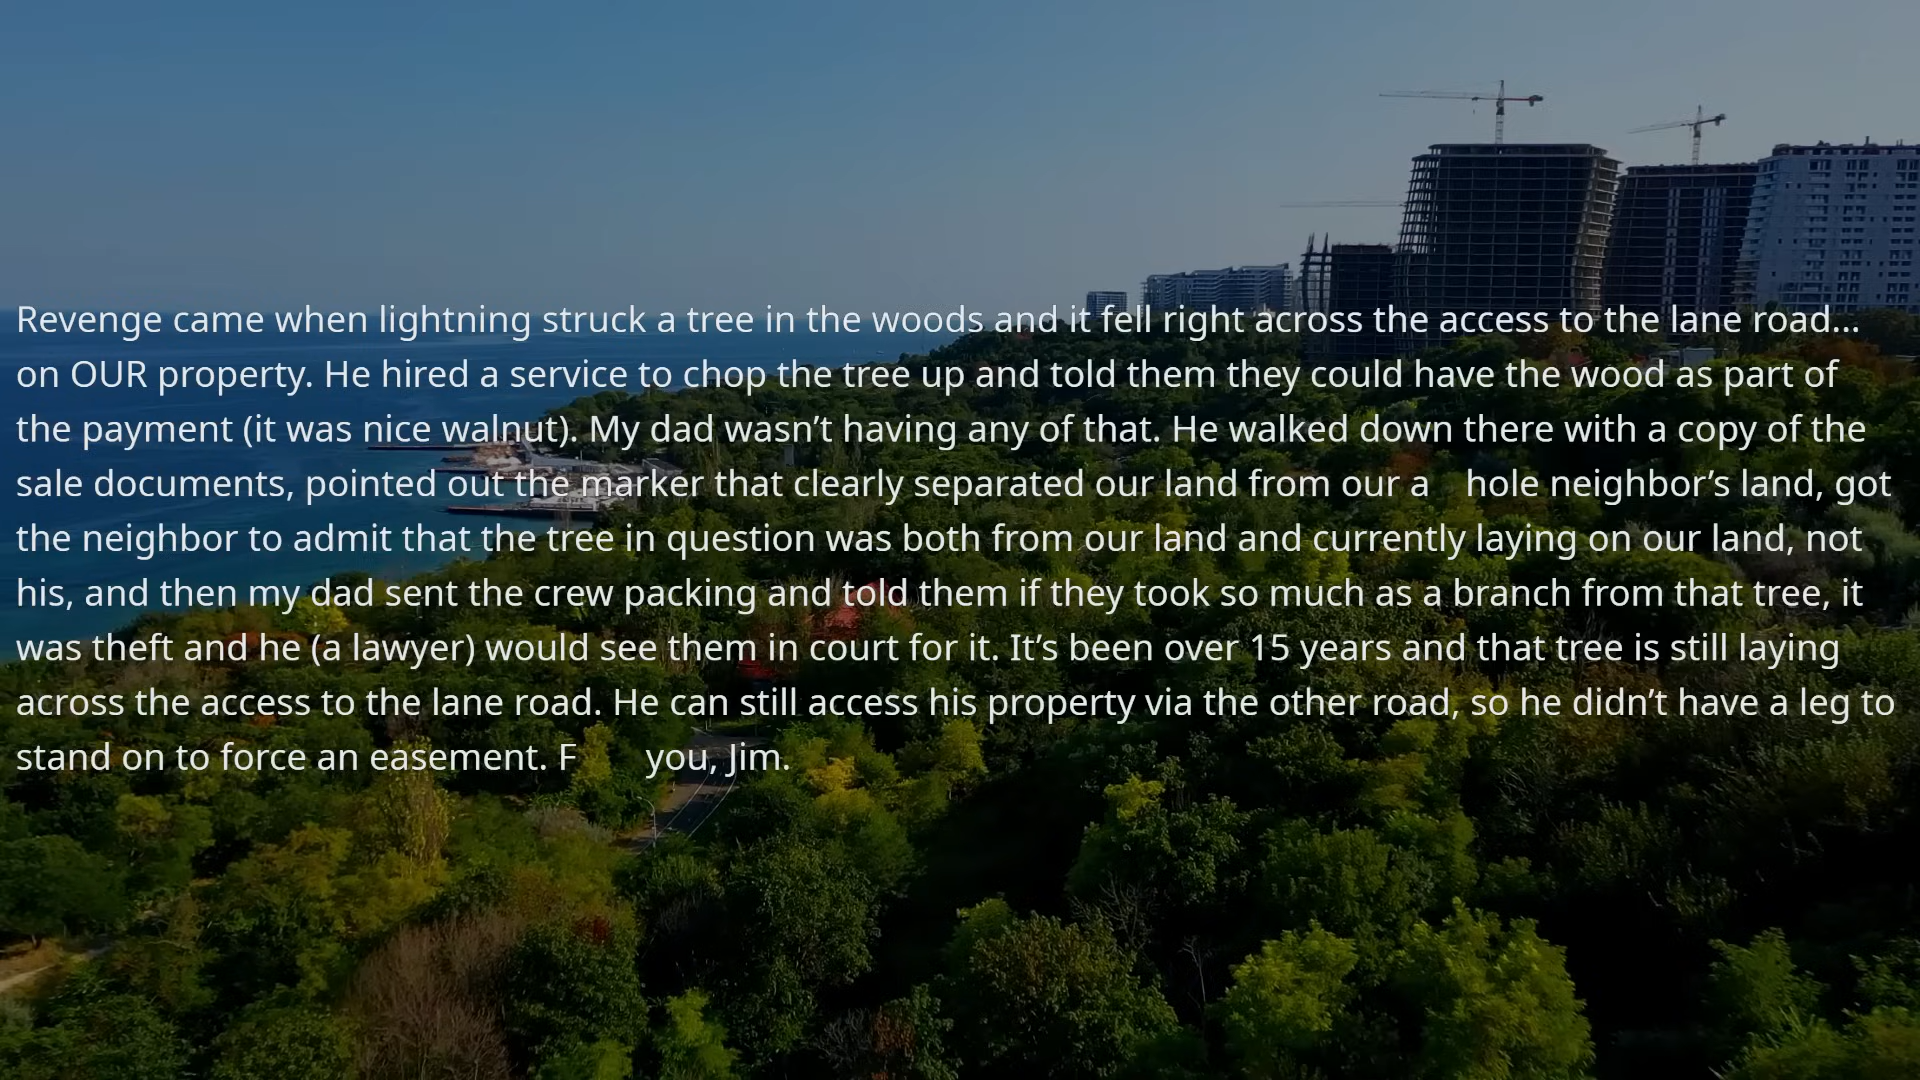 Revenge came when lightning struck a tree in the woods and it fell right across the access to the lane road...
on OUR property. He hired a service to chop the tree up and told them they could have the wood as part of
the payment (it was nice walnut). My dad wasn’t having any of that. He walked down there with a copy of the
sale documents, pointed out the marker that clearly separated our land from our a hole neighbor’s land, got
the neighbor to admit that the tree in question was both from our land and currently laying on our land, not
his, and then my dad sent the crew packing and told them if they took so much as a branch from that tree, it
was theft and he (a lawyer) would see them in court for it. It’s been over 15 years and that tree is still laying
across the access to the lane road. He can still access his property via the other road, so he didn’t have a leg to
stand on to force an easement. F you, Jim.